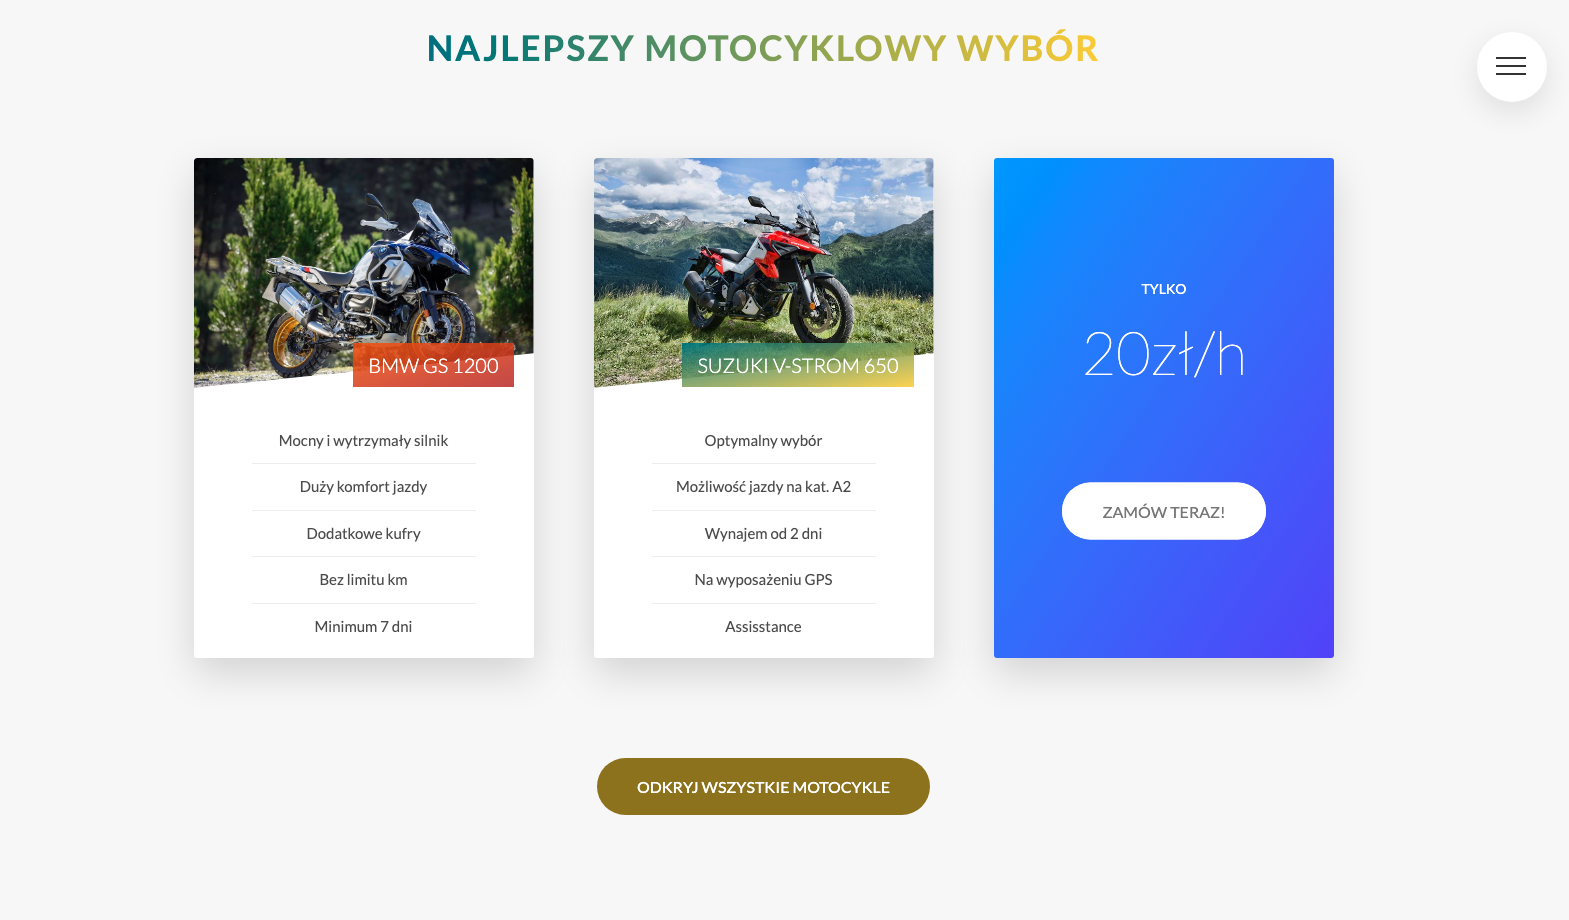 NAJLEPSZY MOTOCYKLOWY WYBÓR
BMW GS 1200
Mocny i wytrzymały silnik
Duży komfort jazdy
Dodatkowe kufry
Bez limitu km
Minimum 7 dni
SUZUKI V-STROM 650
Optymalny wybór
Możliwość jazdy na kat. A2
Wynajem od 2 dni
Na wyposażeniu GPS
Assisstance
TYLKO
20zł/h
ZAMÓW TERAZ!
ODKRYJ WSZYSTKIE MOTOCYKLE